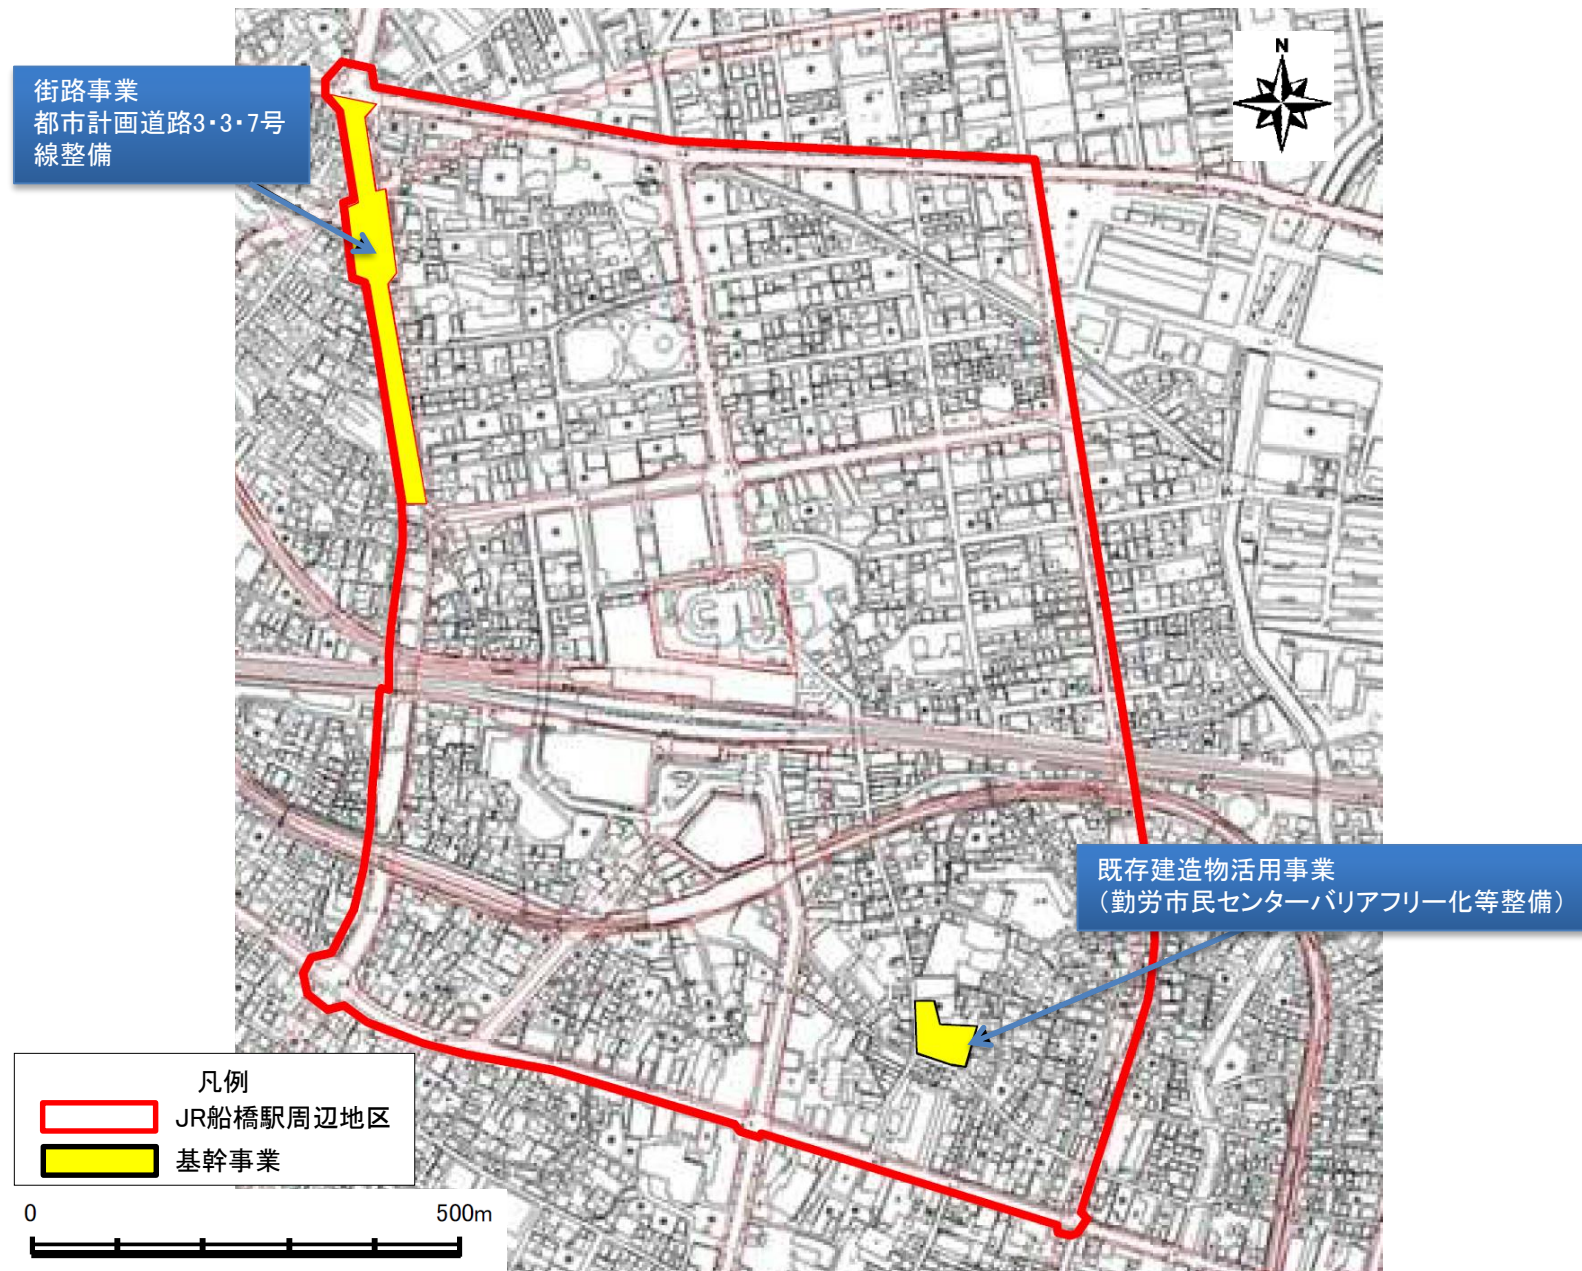 N
街路事業
都市計画道路3・3・7号
線整備
既存建造物活用事業
（勤労市民センターバリアフリー化等整備）
凡例
JR船橋駅周辺地区
基幹事業
0 500m